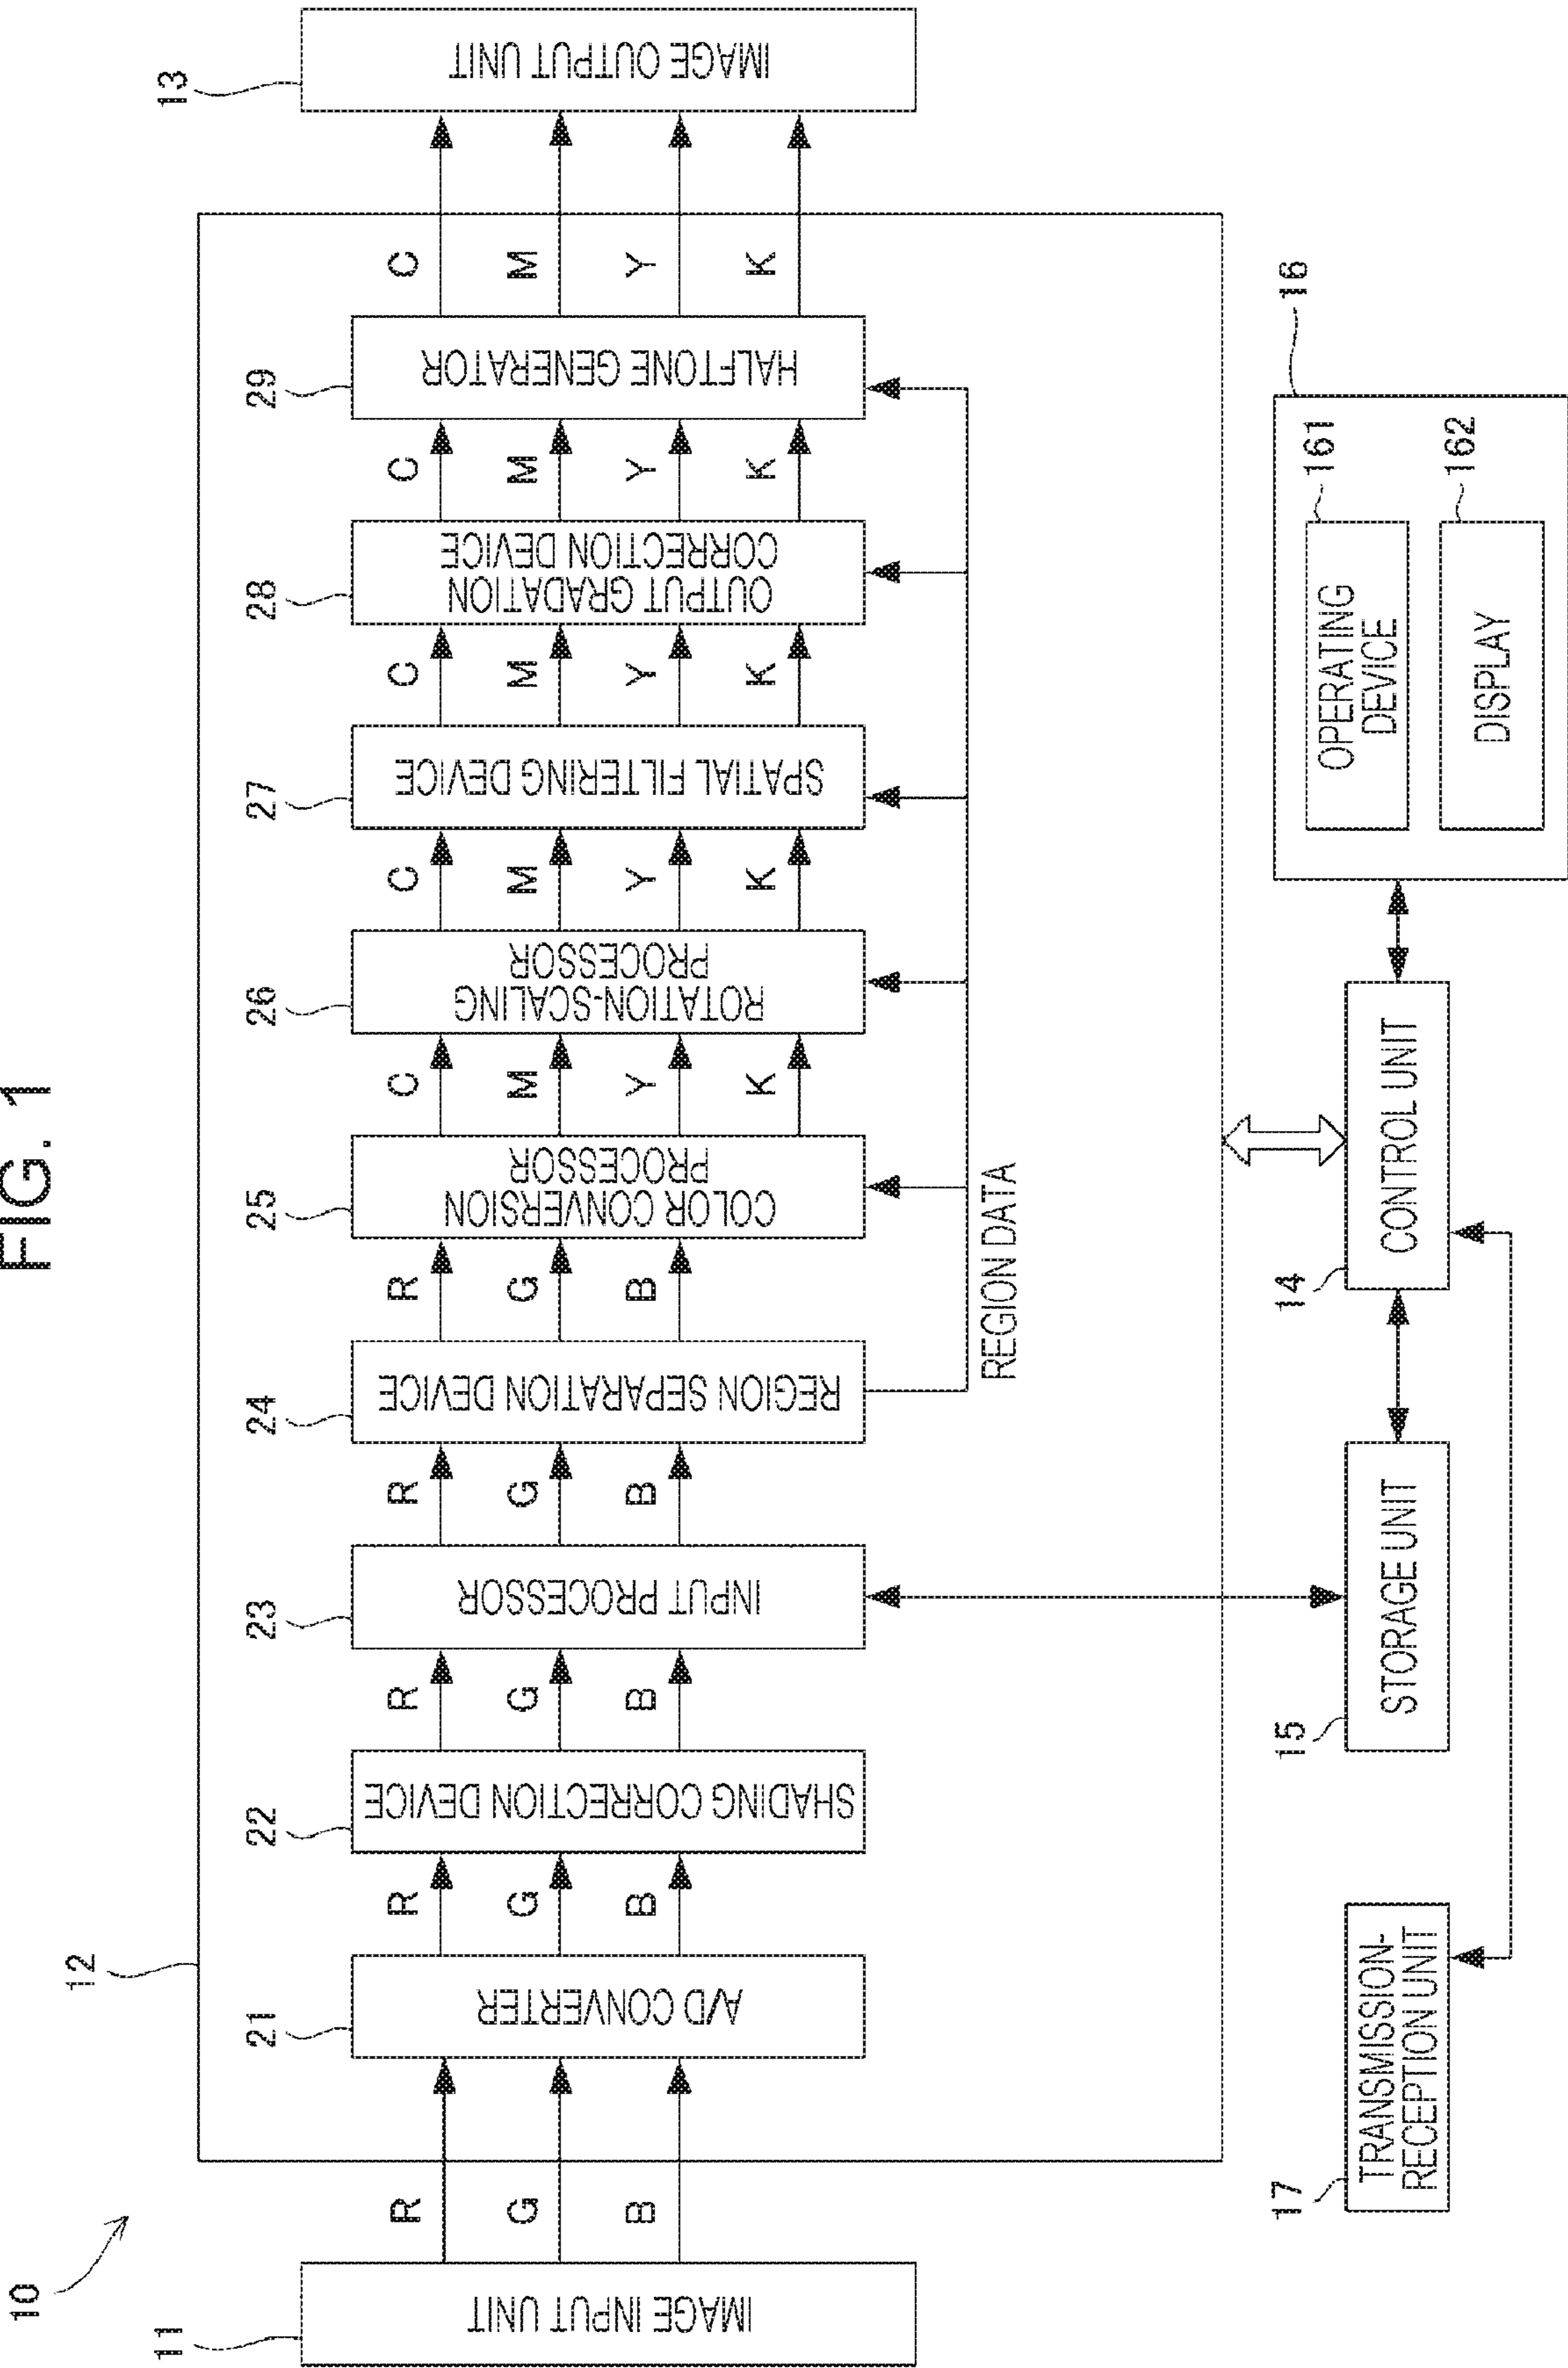 FIG. 1
10
11
IMAGE INPUT UNIT
R
G
B
12
21
A/D CONVERTER
R
G
B
22
SHADING CORRECTION DEVICE
R
G
B
23
INPUT PROCESSOR
R
G
B
24
REGION SEPARATION DEVICE
R
G
B
25
COLOR CONVERSION
PROCESSOR
C
M
Y
K
26
ROTATION-SCALING
PROCESSOR
C
M
Y
K
27
SPATIAL FILTERING DEVICE
C
M
Y
K
28
OUTPUT GRADATION
CORRECTION DEVICE
C
M
Y
K
29
HALFTONE GENERATOR
C
M
Y
K
13
IMAGE OUTPUT UNIT
REGION DATA
17
TRANSMISSION-
RECEPTION UNIT
15
STORAGE UNIT
14
CONTROL UNIT
16
161
OPERATING
DEVICE
162
DISPLAY